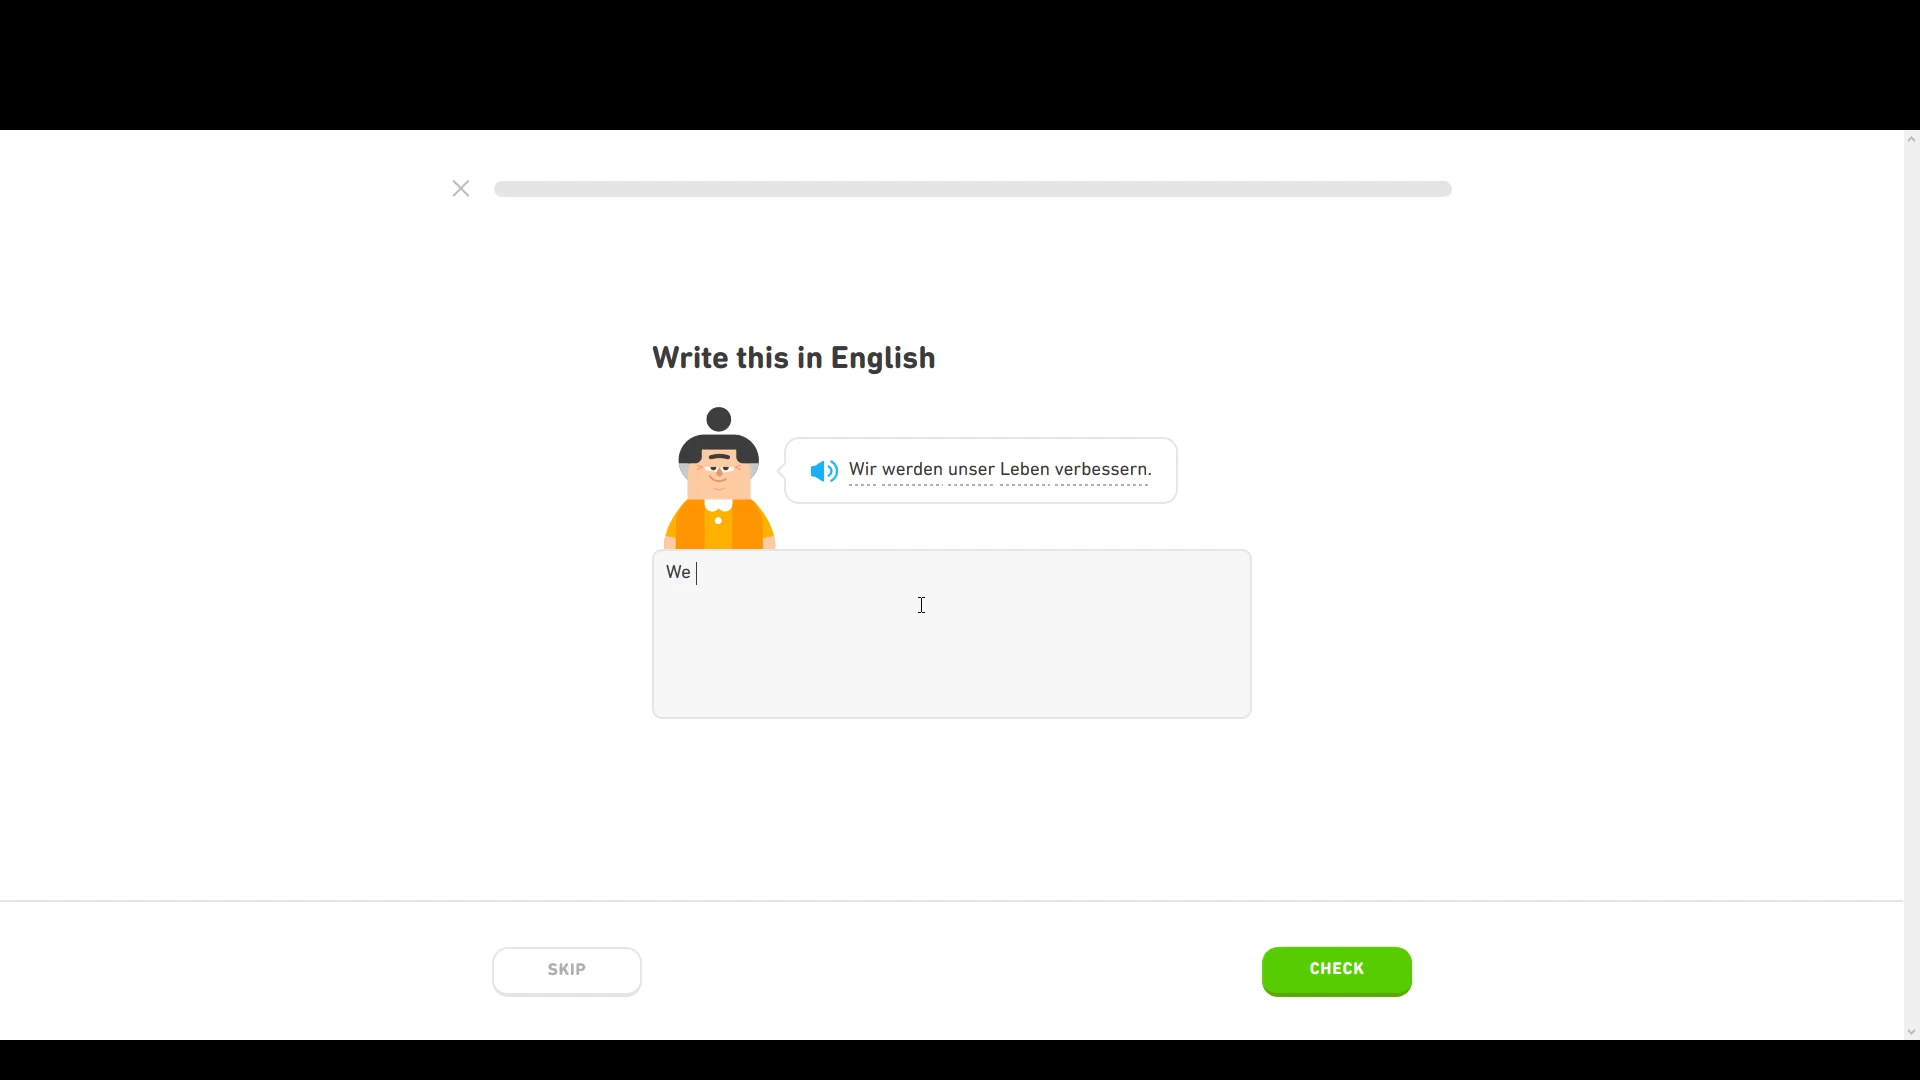 Write this in English
Wir werden unser Leben verbessern.
We
SKIP
CHECK